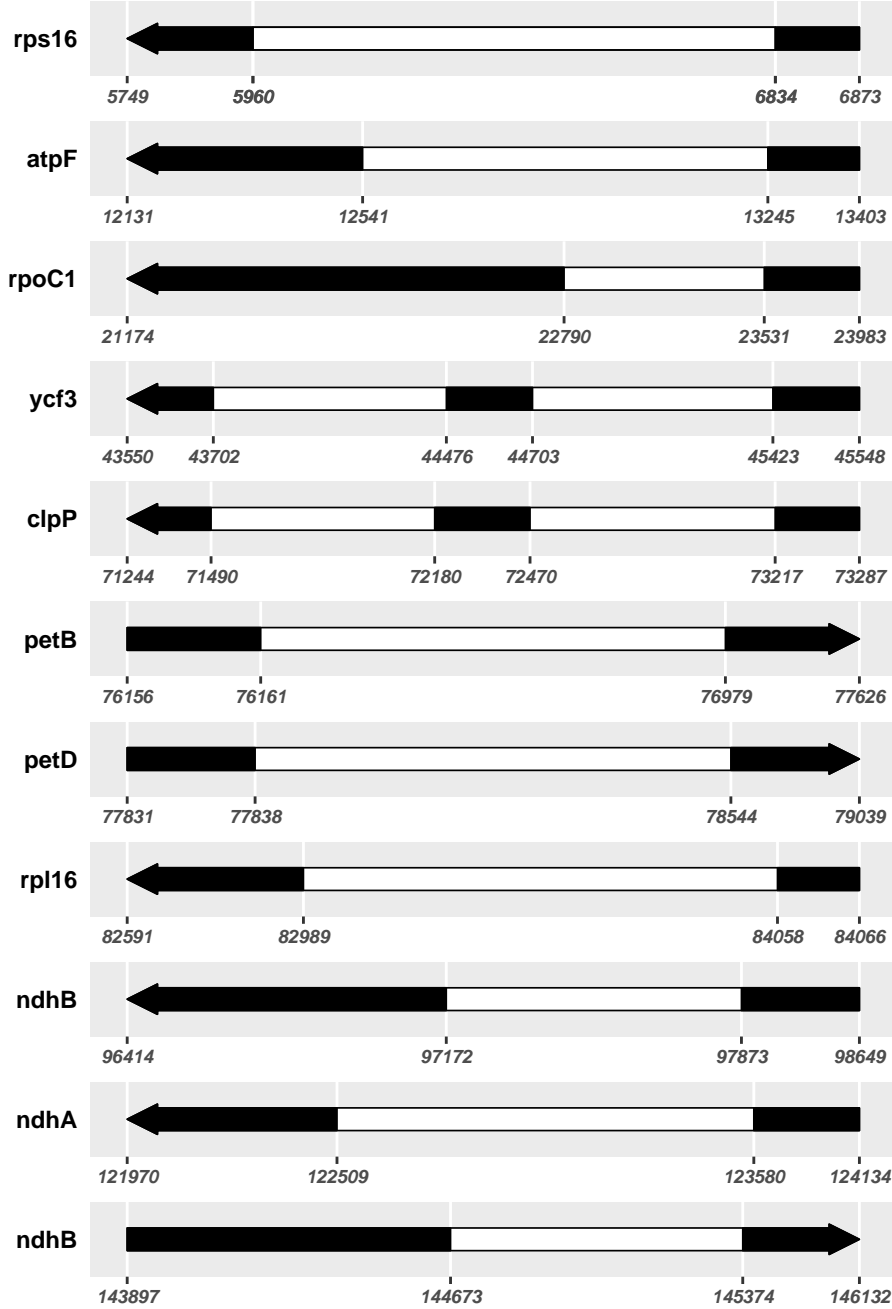 rps16
5749 5960 6834 6873
atpF
12131 12541 13245 13403
rpoC1
21174 22790 23531 23983
ycf3
43550 43702 44476 44703 45423 45548
clpP
71244 71490 72180 72470 73217 73287
petB
76156 76161 76979 77626
petD
77831 77838 78544 79039
rpl16
82591 82989 84058 84066
ndhB
96414 97172 97873 98649
ndhA
121970 122509 123580 124134
ndhB
143897 144673 145374 146132